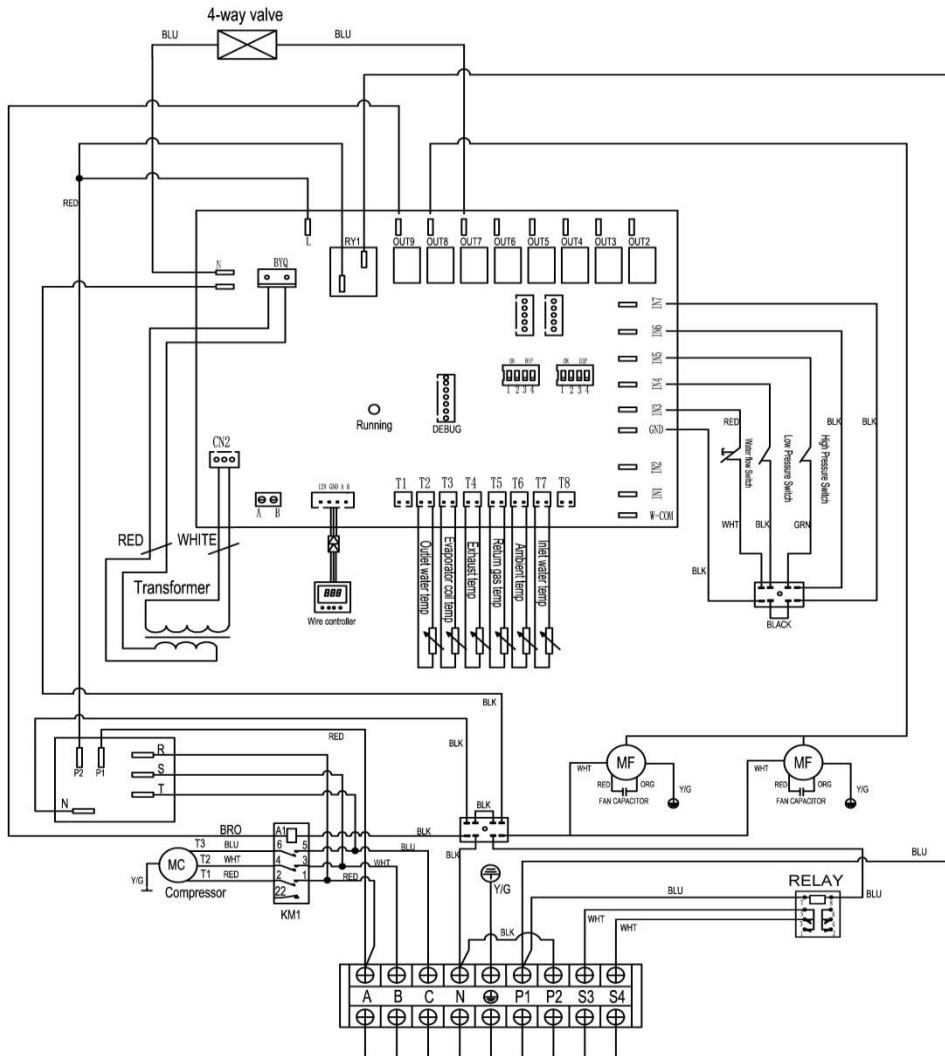 4-way valve
BLU
BLU
RED
L
RY1
OUT9
OUT8
OUT7
OUT6
OUT5
OUT4
OUT3
OUT2
N
BYQ
IN7
IN6
ON DIP
ON DIP
IN5
1 2 3 4
1 2 3 4
IN4
IN3
RED
BLK
BLK
Running
DEBUG
GND
Water flow Switch
Low Pressure Switch
High Pressure Switch
CN2
IN2
T1
T2
T3
T4
T5
T6
T7
T8
12V GND A B
IN1
A B
W-COM
WHT
BLK
GRN
RED
WHITE
BLK
Transformer
Outlet water temp
Evaporator coil temp
Exhaust temp
Return gas temp
Ambient temp
Inlet water temp
888
Wire controller
BLACK
BLK
RED
BLK
P2
P1
R
S
T
N
WHT
MF
WHT
MF
RED
ORG
Y/G
RED
ORG
Y/G
FAN CAPACITOR
FAN CAPACITOR
BLK
BRO
A1
BLK
T3
BLU
6
5
BLU
BLK
BLU
MC
T2
WHT
4
3
WHT
Y/G
T1
RED
2
1
RED
Compressor
22
KM1
Y/G
RELAY
BLU
BLU
WHT
WHT
BLK
A
B
C
N
P1
P2
S3
S4